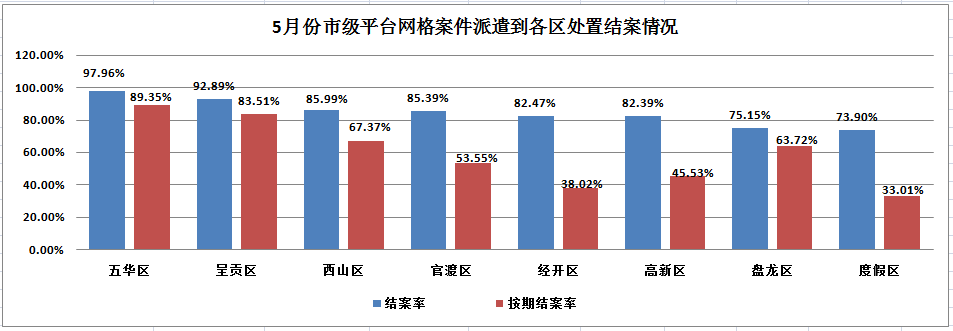 5月份市级平台网格案件派遣到各区处置结案情况
120.00%
100.00%
80.00%
60.00%
40.00%
20.00%
0.00%
97.96% 89.35% 92.89% 83.51% 85.99% 67.37% 85.39% 53.55% 82.47% 38.02% 82.39% 45.53% 75.15% 63.72% 73.90% 33.01%
五华区 呈贡区 西山区 官渡区 经开区 高新区 盘龙区 度假区
结案率 按期结案率